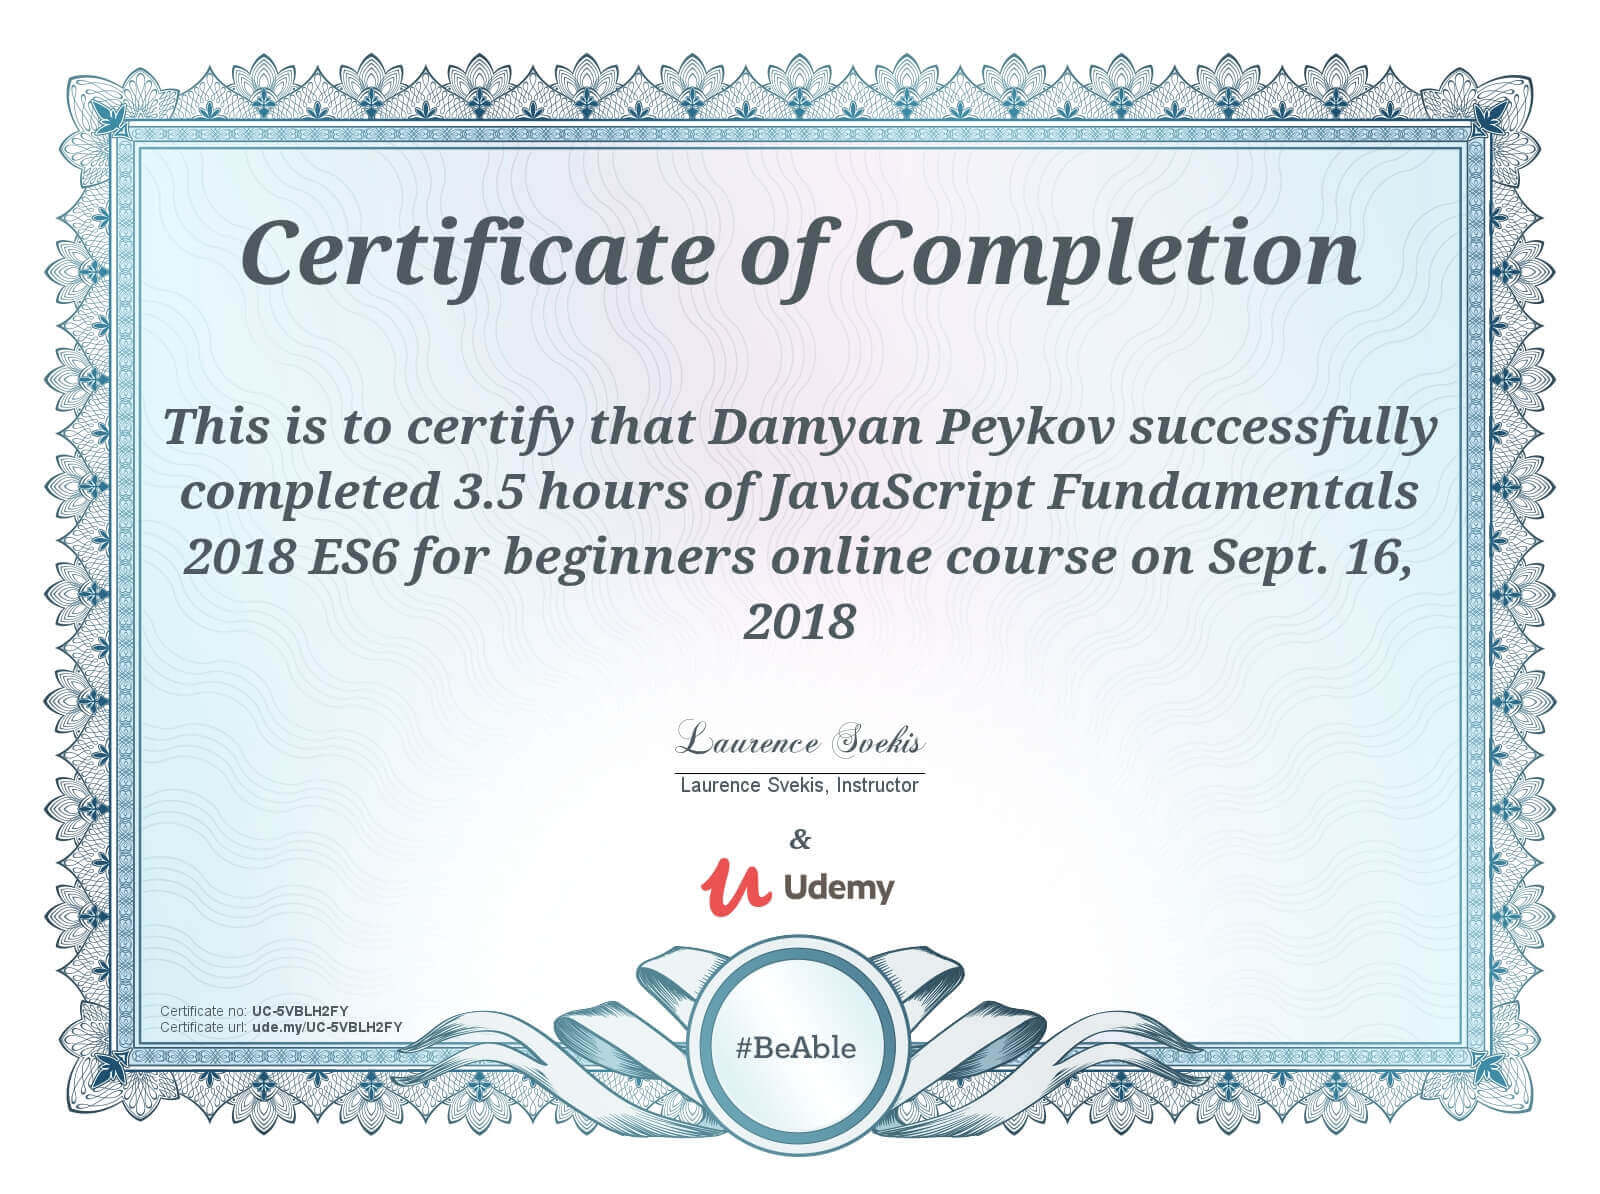 Certificate of Completion
This is to certify that Damyan Peykov successfully
completed 3.5 hours of JavaScript Fundamentals
2018 ES6 for beginners online course on Sept. 16,
2018
Laurence Svekis
Laurence Svekis, Instructor
&
Udemy
Certificate no: UC-5VBLH2FY
Certificate url: ude.my/UC-5VBLH2FY
#BeAble